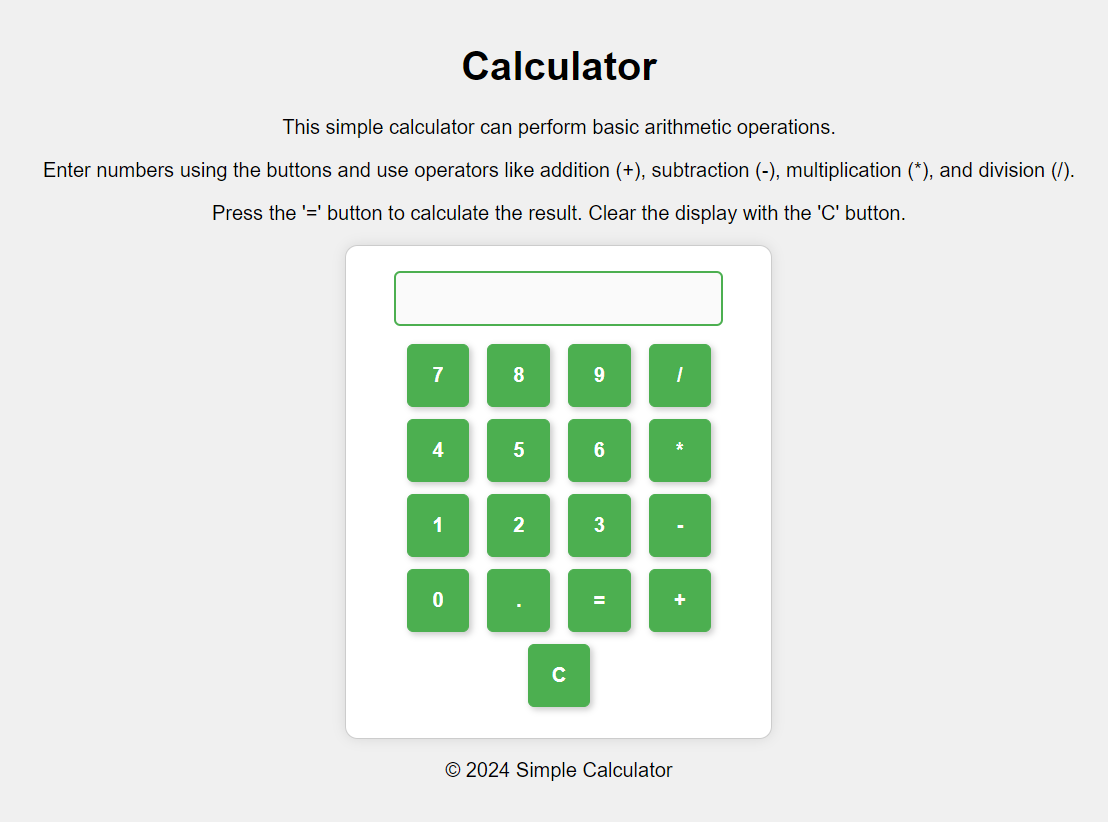 Calculator
This simple calculator can perform basic arithmetic operations.
Enter numbers using the buttons and use operators like addition (+), subtraction (-), multiplication (*), and division (/).
Press the '=' button to calculate the result. Clear the display with the 'C' button.
7 8 9 /
4 5 6 *
1 2 3 -
0 . = +
C
© 2024 Simple Calculator